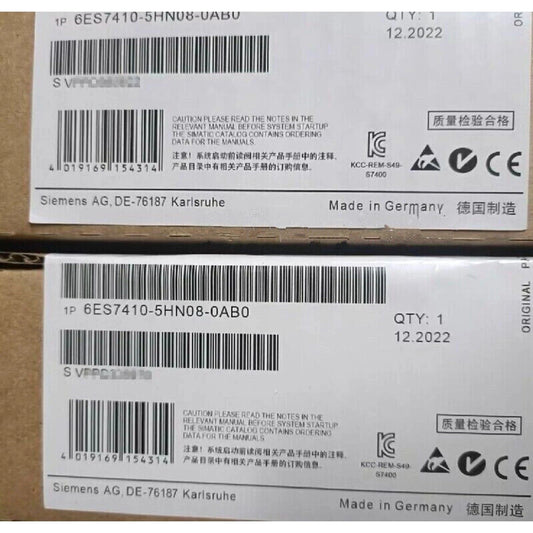 1P 6ES7410-5HN08-0AB0
QTY: 1
12.2022
S V
CAUTION PLEASE READ THE NOTES IN THE
RELEVANT MANUAL BEFORE SYSTEM STARTUP
THE SIMATIC CATALOG CONTAINS ORDERING
DATA FOR THE MANUALS.
注意! 系统启动前请阅相关产品手册中的注释,
产品目录中有相关产品手册的订购信息.
质量检验合格
KCC-REM-S49-
S7400
4 019169 154314
Siemens AG, DE-76187 Karlsruhe
Made in Germany 德国制造
OR
1P 6ES7410-5HN08-0AB0
QTY: 1
12.2022
S V
CAUTION PLEASE READ THE NOTES IN THE
RELEVANT MANUAL BEFORE SYSTEM STARTUP
THE SIMATIC CATALOG CONTAINS ORDERING
DATA FOR THE MANUALS.
注意! 系统启动前请阅相关产品手册中的注释,
产品目录中有相关产品手册的订购信息.
质量检验合格
KCC-REM-S49-
S7400
4 019169 154314
Siemens AG, DE-76187 Karlsruhe
Made in Germany 德国制造
ORIGINAL